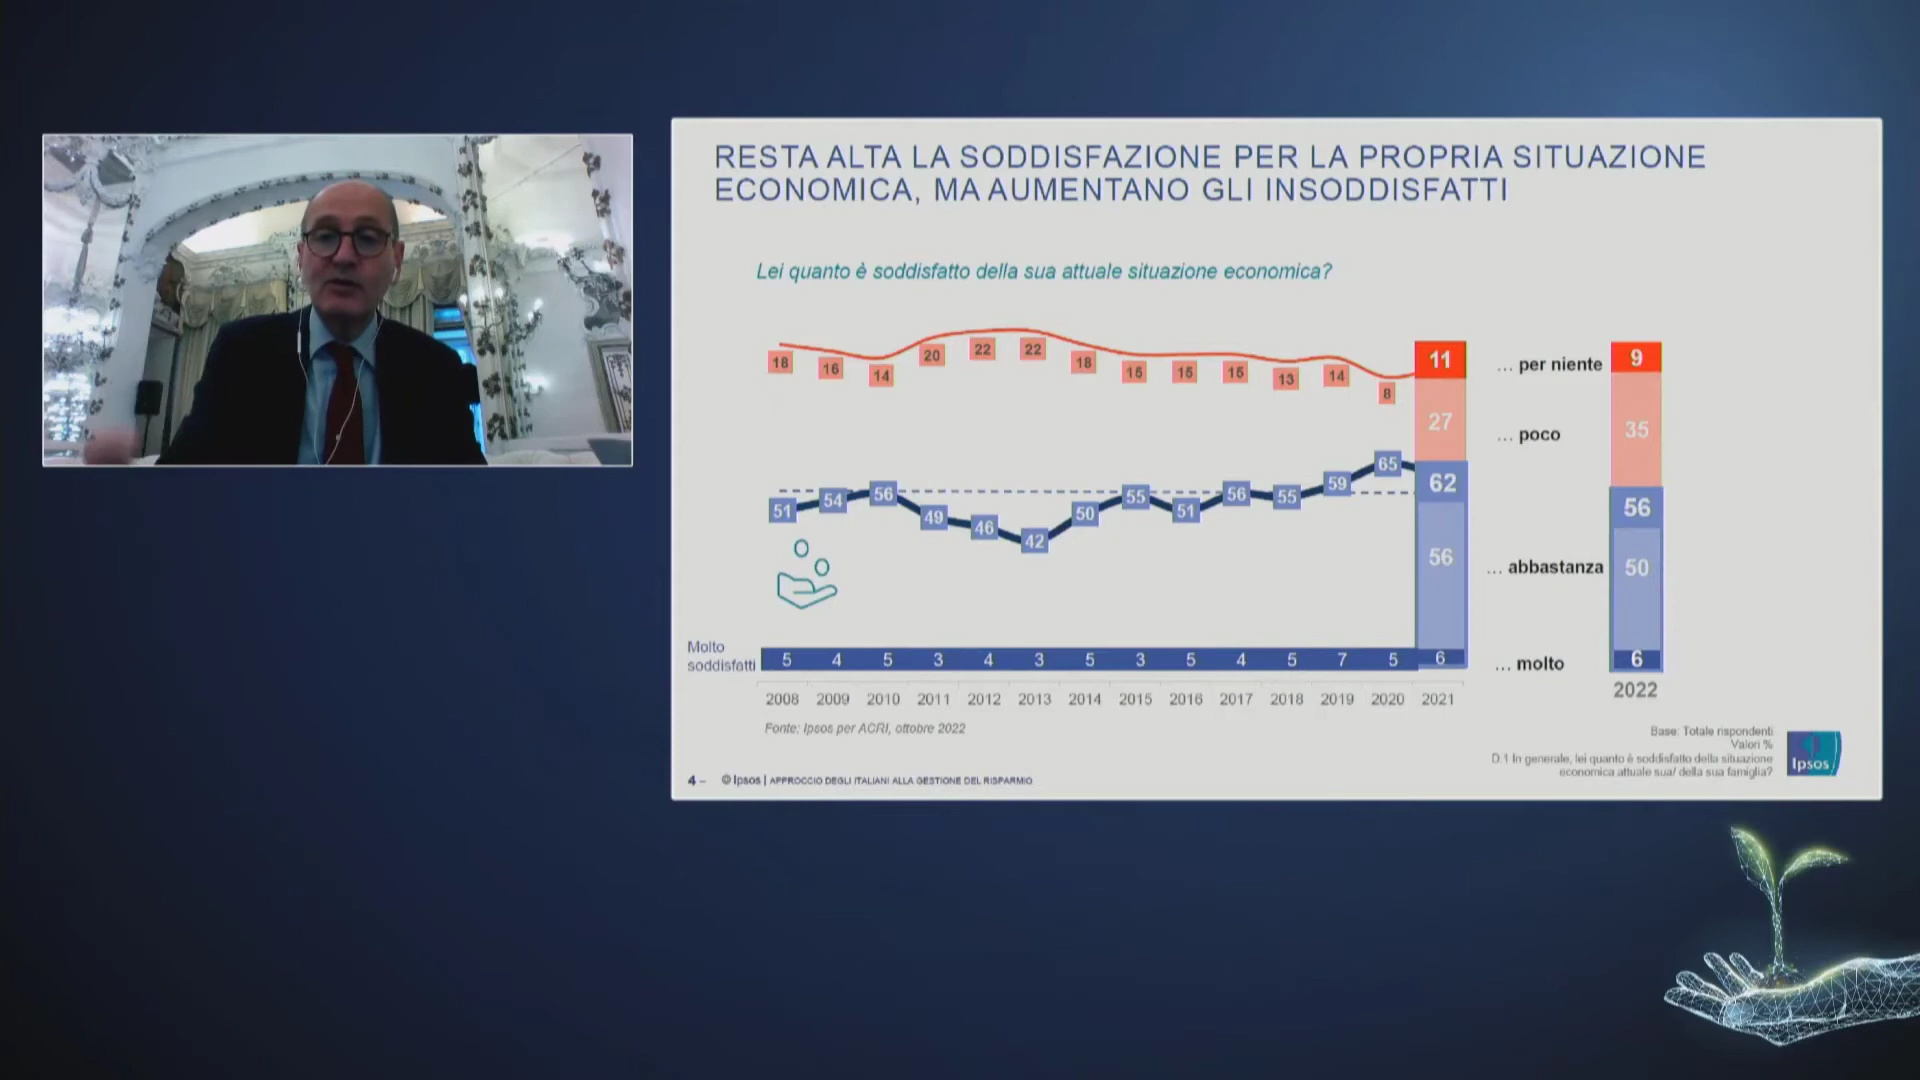 RESTA ALTA LA SODDISFAZIONE PER LA PROPRIA SITUAZIONE
ECONOMICA, MA AUMENTANO GLI INSODDISFATTI
Lei quanto è soddisfatto della sua attuale situazione economica?
18 16 14 20 22 22 18 15 15 15 13 14 8
11 ... per niente 9
27 ... poco 35
51 54 56 49 46 42 50 55 51 56 55 59 65 62 56
56 ... abbastanza 50
Molto
soddisfatti
5 4 5 3 4 3 5 3 5 4 5 7 5 6 ... molto 6
2008 2009 2010 2011 2012 2013 2014 2015 2016 2017 2018 2019 2020 2021 2022
Fonte: Ipsos per ACRI, ottobre 2022
Base: Totale rispondenti
Valori %
D.1 In generale, lei quanto è soddisfatto della situazione
economica attuale sua/ della sua famiglia?
Ipsos
4 – © Ipsos | APPROCCIO DEGLI ITALIANI ALLA GESTIONE DEL RISPARMIO